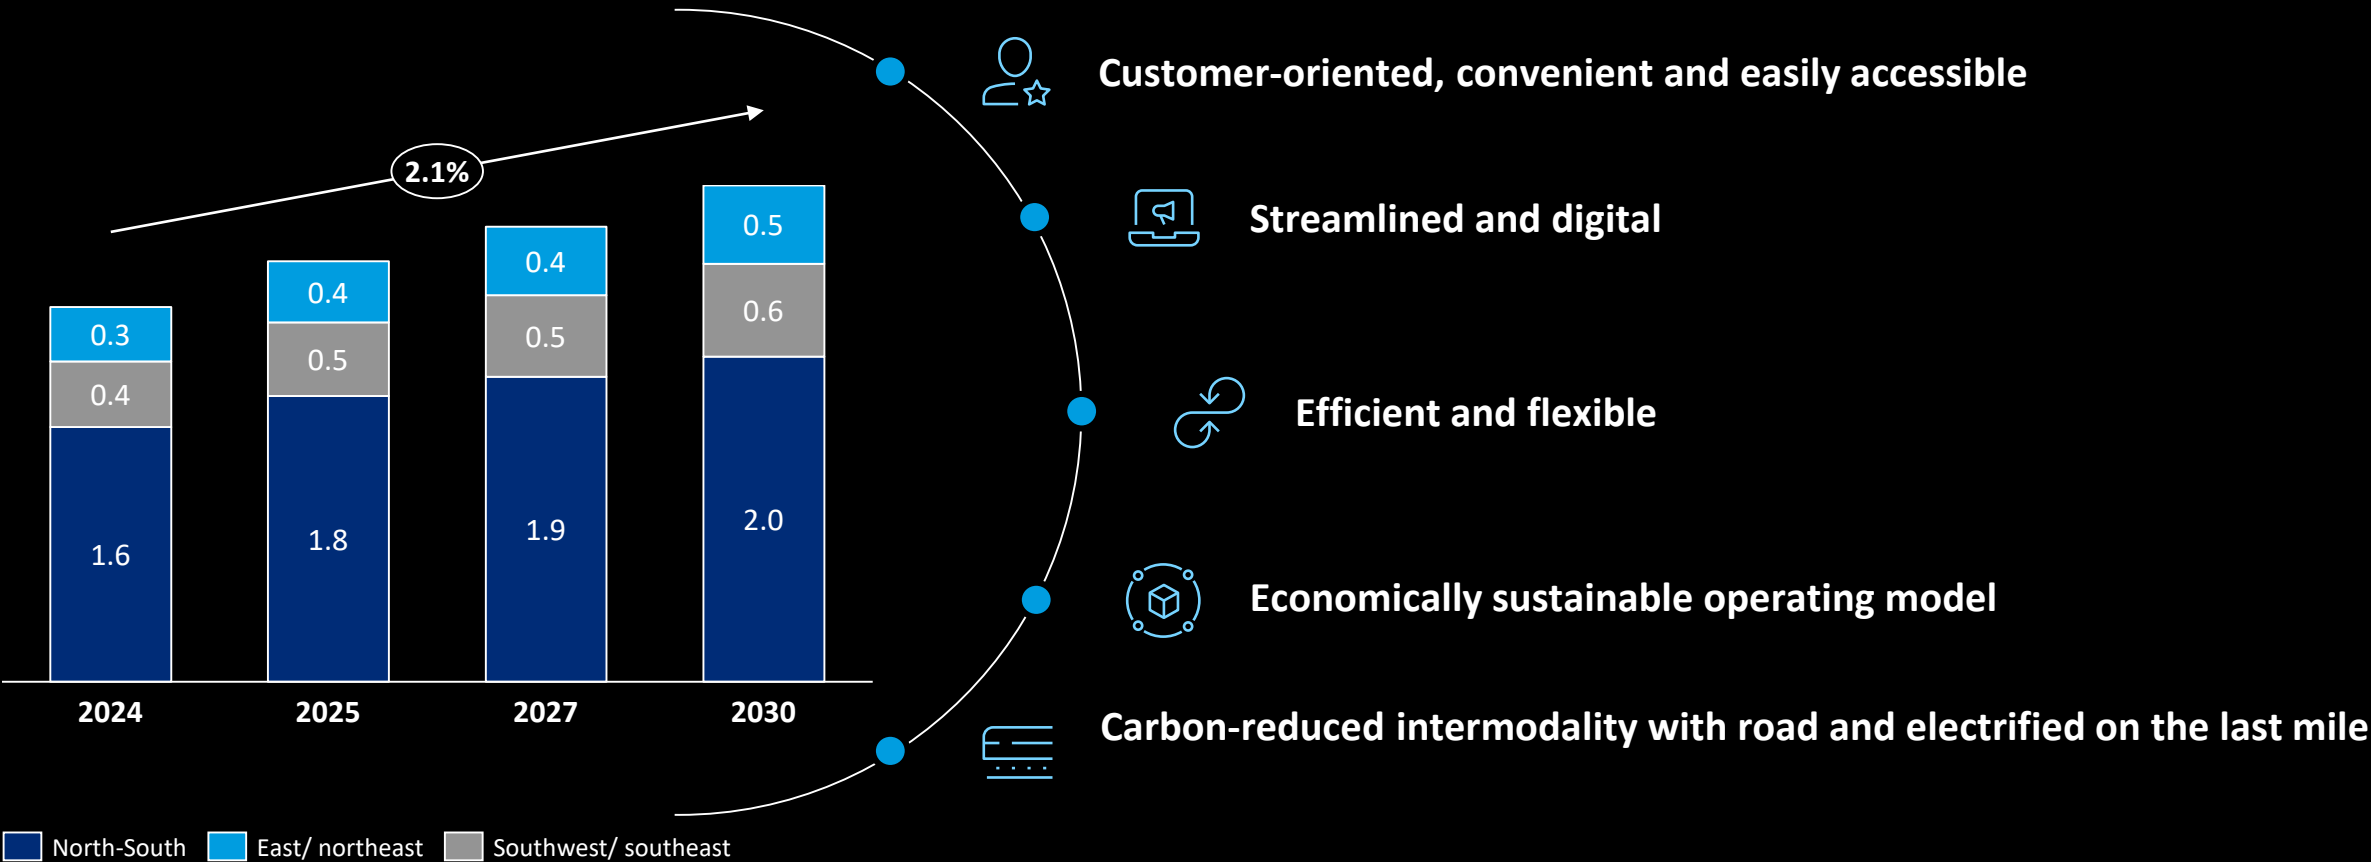 2.1%
0.3
0.4
1.6
0.4
0.5
1.8
0.4
0.5
1.9
0.5
0.6
2.0
2024
2025
2027
2030
North-South
East/ northeast
Southwest/ southeast
Customer-oriented, convenient and easily accessible
Streamlined and digital
Efficient and flexible
Economically sustainable operating model
Carbon-reduced intermodality with road and electrified on the last mile